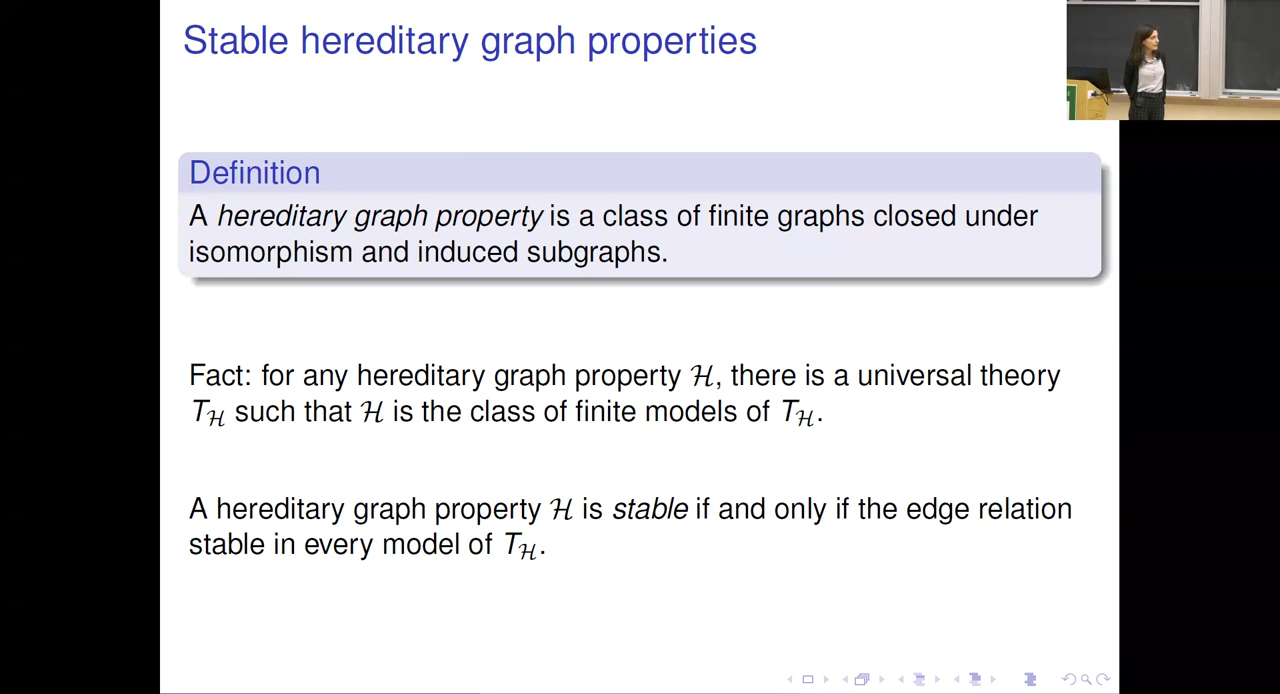 Stable hereditary graph properties
Definition
A hereditary graph property is a class of finite graphs closed under
isomorphism and induced subgraphs.
Fact: for any hereditary graph property ℋ, there is a universal theory
T_ℋ such that ℋ is the class of finite models of T_ℋ.
A hereditary graph property ℋ is stable if and only if the edge relation
stable in every model of T_ℋ.